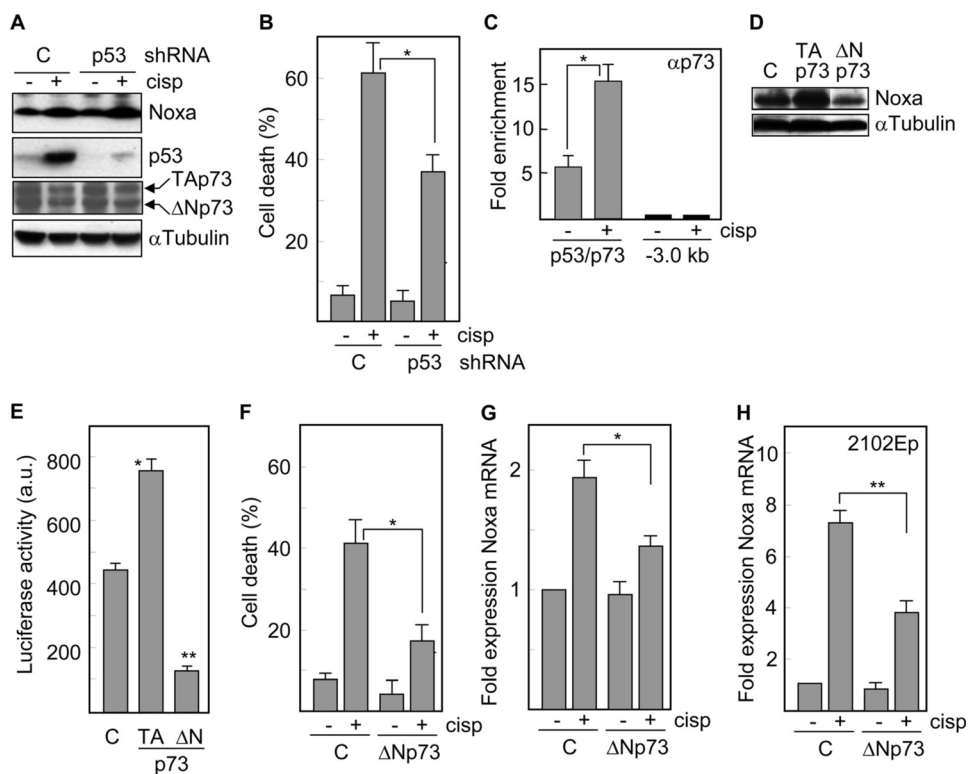 A
C p53 shRNA
- + - + cisp
Noxa
p53
TAp73
ΔNp73
αTubulin
B
Cell death (%)
60
40
20
*
- + - + cisp
C p53 shRNA
C
Fold enrichment
15
10
5
*
αp73
- + - + cisp
p53/p73 -3.0 kb
D
C TA p73 ΔN p73
Noxa
αTubulin
E
Luciferase activity (a.u.)
800
600
400
200
*
**
C TA ΔN
p73
F
Cell death (%)
60
40
20
*
- + - + cisp
C ΔNp73
G
Fold expression Noxa mRNA
2
1
*
- + - + cisp
C ΔNp73
H
Fold expression Noxa mRNA
10
8
6
4
2
2102Ep
**
- + - + cisp
C ΔNp73